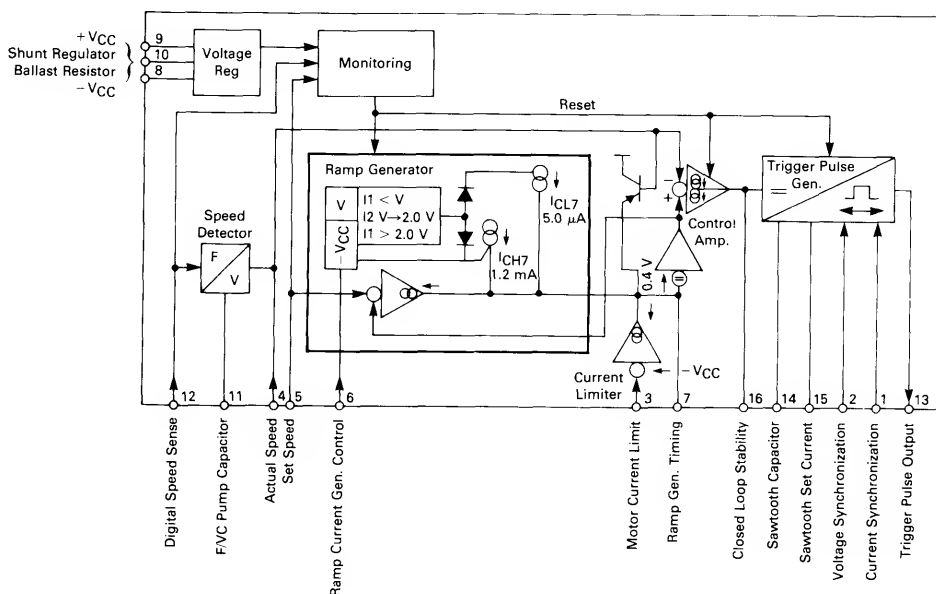 +VCC
Shunt Regulator
Ballast Resistor
−VCC
9
10
8
Voltage
Reg
Monitoring
Reset
Ramp Generator
V
−VCC
I1 < V
I2 V→2.0 V
I1 > 2.0 V
ICL7
5.0 μA
ICH7
1.2 mA
Speed
Detector
F
V
−
+
Control
Amp.
0.4 V
=
=
Trigger Pulse
Gen.
Current
Limiter
−VCC
12
11
4
5
6
3
7
16
14
15
2
1
13
Digital Speed Sense
F/VC Pump Capacitor
Actual Speed
Set Speed
Ramp Current Gen. Control
Motor Current Limit
Ramp Gen. Timing
Closed Loop Stability
Sawtooth Capacitor
Sawtooth Set Current
Voltage Synchronization
Current Synchronization
Trigger Pulse Output